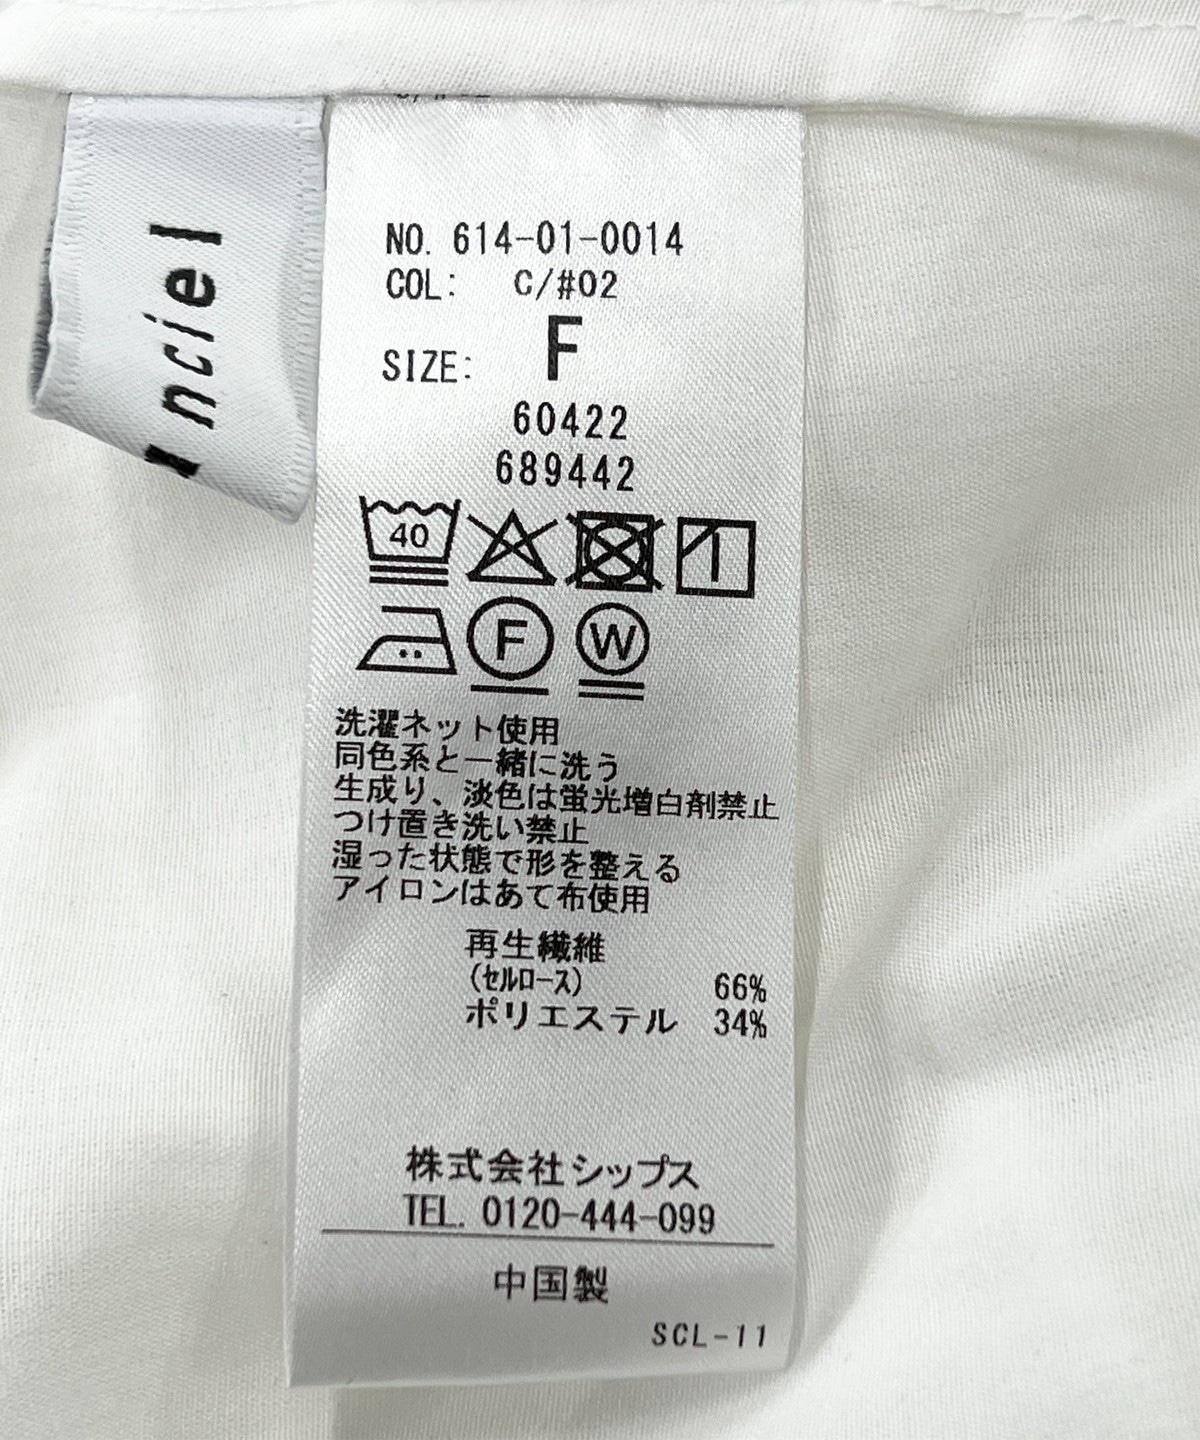 nciel
NO. 614-01-0014
COL: C/#02
SIZE: F
60422
689442
40
F
W
洗濯ネット使用
同色系と一緒に洗う
生成り、淡色は蛍光増白剤禁止
つけ置き洗い禁止
湿った状態で形を整える
アイロンはあて布使用
再生繊維
(セルロース) 66%
ポリエステル 34%
株式会社シップス
TEL. 0120-444-099
中国製
SCL-11